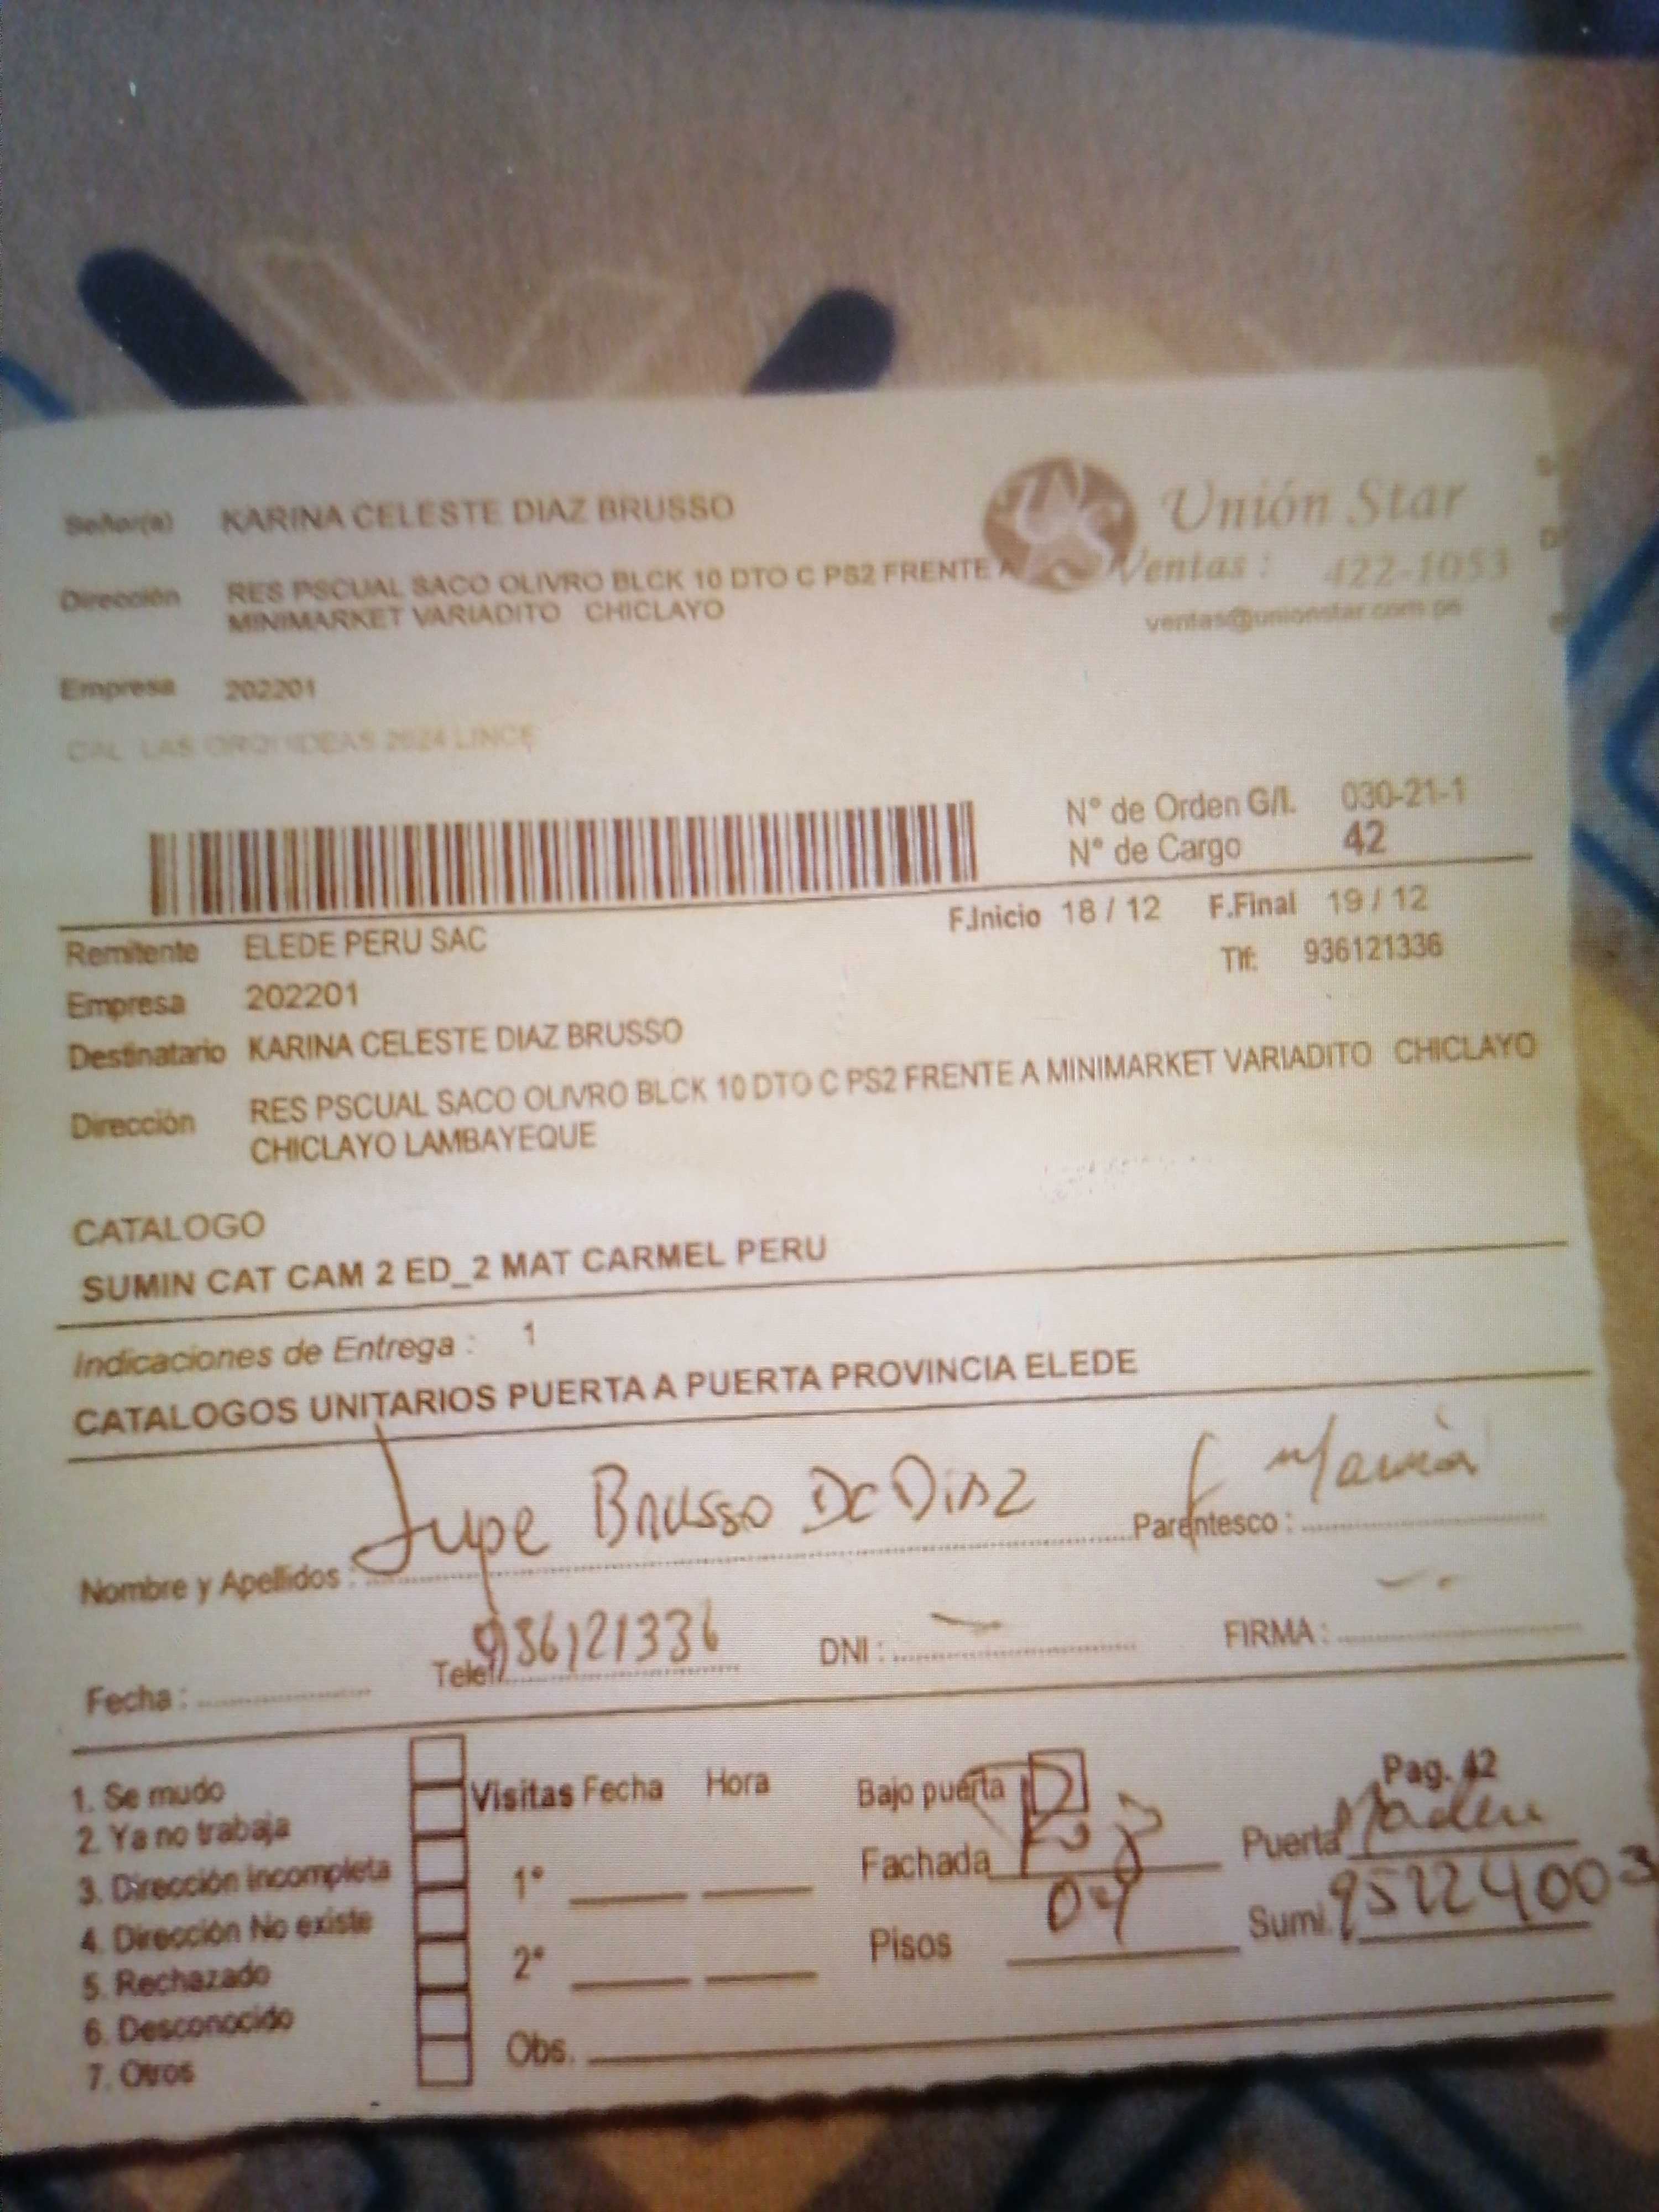 Señor(a) KARINA CELESTE DIAZ BRUSSO
Unión Star
Dirección RES PSCUAL SACO OLIVRO BLCK 10 DTO C PS2 FRENTE A
MINIMARKET VARIADITO CHICLAYO
Ventas : 422-1053
ventas@unionstar.com.pe
Empresa 202201
CAL LAS ORQUIDEAS 2624 LINCE
N° de Orden G/I. 030-21-1
N° de Cargo 42
F.Inicio 18 / 12 F.Final 19 / 12
Remitente ELEDE PERU SAC
Tlf: 936121336
Empresa 202201
Destinatario KARINA CELESTE DIAZ BRUSSO
Dirección RES PSCUAL SACO OLIVRO BLCK 10 DTO C PS2 FRENTE A MINIMARKET VARIADITO CHICLAYO
CHICLAYO LAMBAYEQUE
CATALOGO
SUMIN CAT CAM 2 ED_2 MAT CARMEL PERU
Indicaciones de Entrega : 1
CATALOGOS UNITARIOS PUERTA A PUERTA PROVINCIA ELEDE
Nombre y Apellidos : Brusso De Diaz Parentesco :
Fecha : Telef. 936121336 DNI : FIRMA :
1. Se mudo
2. Ya no trabaja
3. Dirección incompleta
4. Dirección No existe
5. Rechazado
6. Desconocido
7. Otros
Visitas Fecha Hora
1°
2°
Obs.
Bajo puerta
Fachada
Pisos 04
Pag. 42
Puerta
Sumi. 95224003